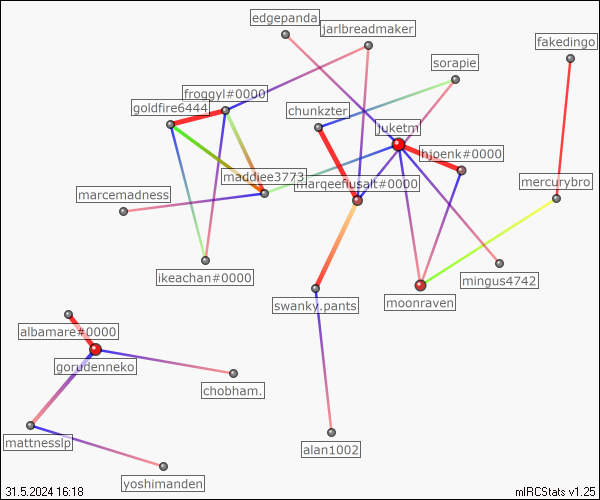 edgepanda
jarlbreadmaker
fakedingo
sorapie
froggyl#0000
goldfire6444
chunkzter
juketrr
hjoenk#0000
maddiee3773
marqeefiusalt#0000
mercurybro
marcemadness
ikeachan#0000
mingus4742
moonraven
swanky.pants
albamare#0000
gorudenneko
chobham.
mattnesslp
alan1002
yoshimanden
31.5.2024 16:18
mIRCStats v1.25